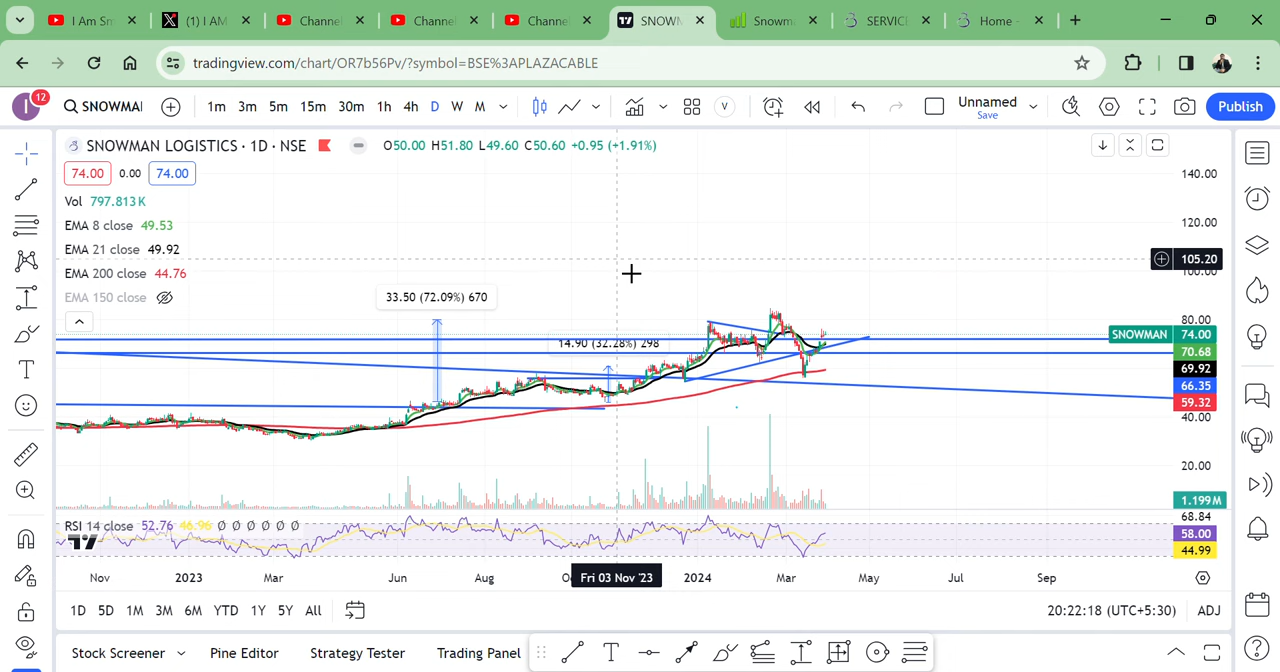 I Am Sm
(1) I AM
Channel
Channel
Channel
SNOWM
Snowm
SERVICE
Home -
tradingview.com/chart/OR7b56Pv/?symbol=BSE%3APLAZACABLE
I 12 SNOWMAI 1m 3m 5m 15m 30m 1h 4h D W M V Unnamed Save Publish
SNOWMAN LOGISTICS · 1D · NSE O50.00 H51.80 L49.60 C50.60 +0.95 (+1.91%)
74.00 0.00 74.00
Vol 797.813K
EMA 8 close 49.53
EMA 21 close 49.92
EMA 200 close 44.76
EMA 150 close
33.50 (72.09%) 670
14.90 (32.28%) 298
140.00
120.00
105.20
100.00
80.00
SNOWMAN 74.00
70.68
69.92
66.35
59.32
40.00
20.00
1.199M
RSI 14 close 52.76 46.96 Ø Ø Ø Ø Ø Ø
68.84
58.00
44.99
Nov 2023 Mar Jun Aug Fri 03 Nov '23 2024 Mar May Jul Sep
1D 5D 1M 3M 6M YTD 1Y 5Y All 20:22:18 (UTC+5:30) ADJ
Stock Screener Pine Editor Strategy Tester Trading Panel